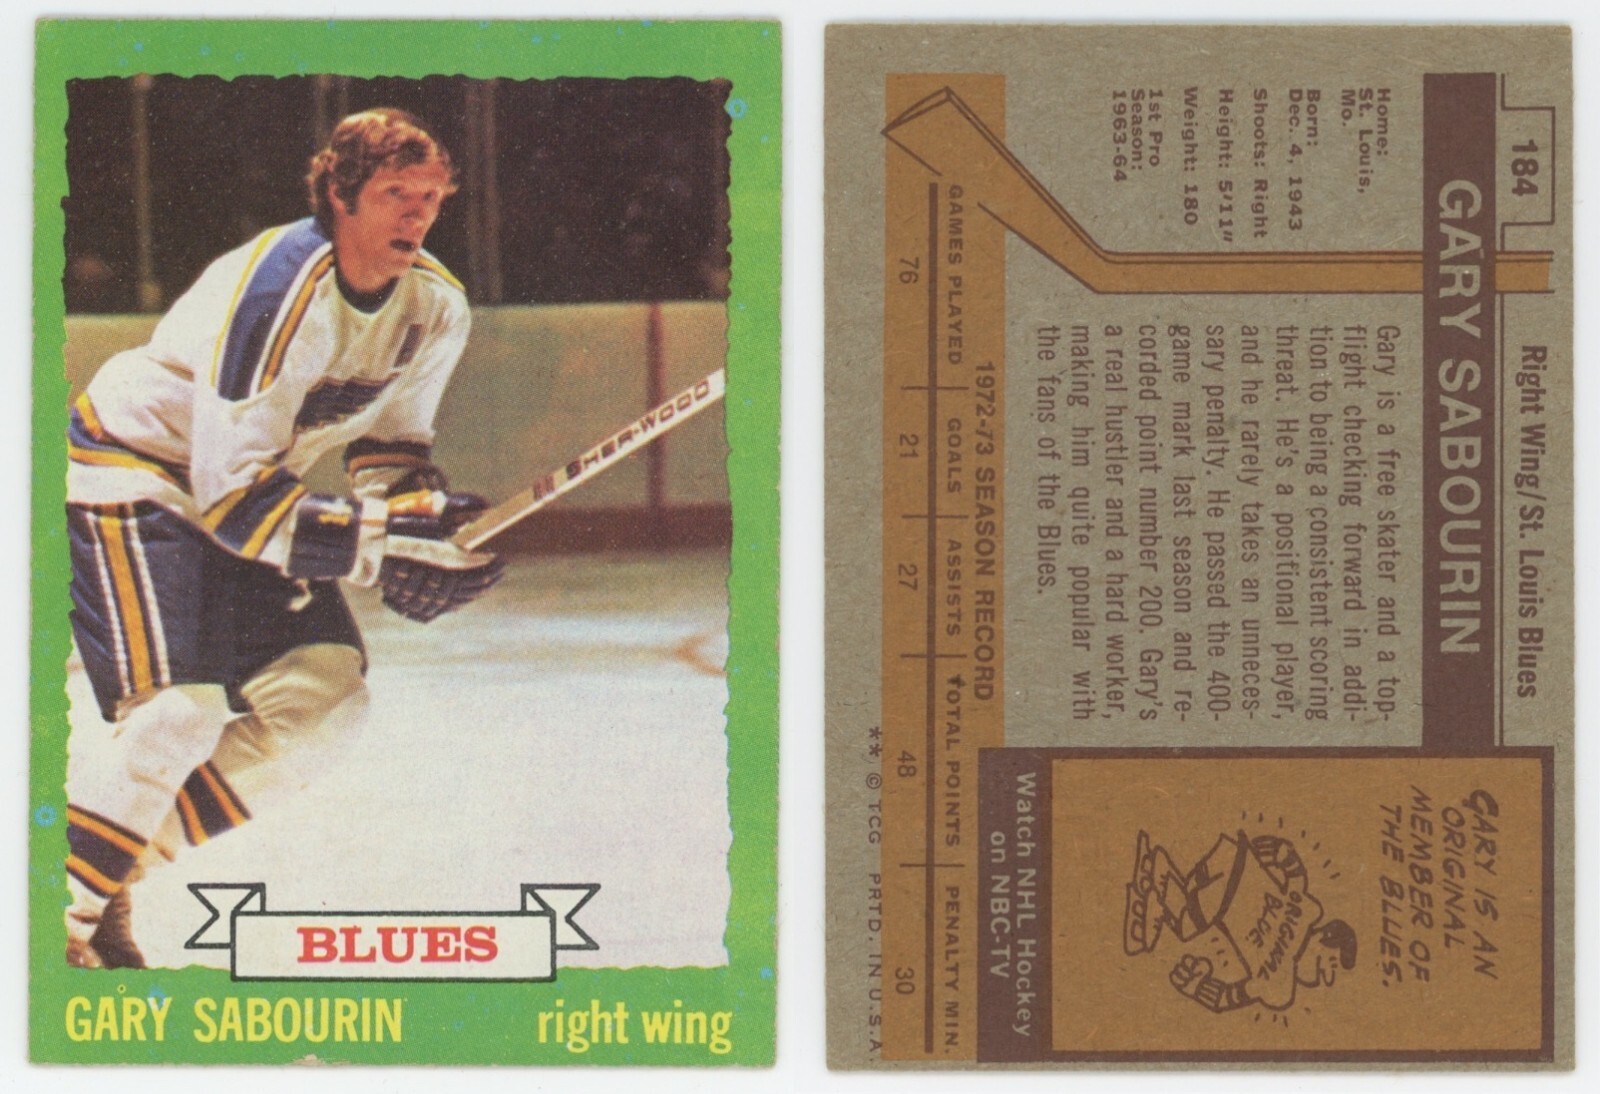 SHER-WOOD
BLUES
GARY SABOURIN
right wing
184
Right Wing/St. Louis Blues
GARY SABOURIN
Home:
St. Louis,
Mo.
Born:
Dec. 4, 1943
Shoots: Right
Height: 5'11"
Weight: 180
1st Pro
Season:
1963-64
Gary is a free skater and a top-
flight checking forward in addi-
tion to being a consistent scoring
threat. He's a positional player,
and he rarely takes an unneces-
sary penalty. He passed the 400-
game mark last season and re-
corded point number 200. Gary's
a real hustler and a hard worker,
making him quite popular with
the fans of the Blues.
GARY IS AN
ORIGINAL
MEMBER OF
THE BLUES.
ORIGINAL
BLUE
Watch NHL Hockey
on NBC-TV
1972-73 SEASON RECORD
GAMES PLAYED GOALS ASSISTS TOTAL POINTS PENALTY MIN.
76 21 27 48 30
** © TCG PRTD. IN U.S.A.